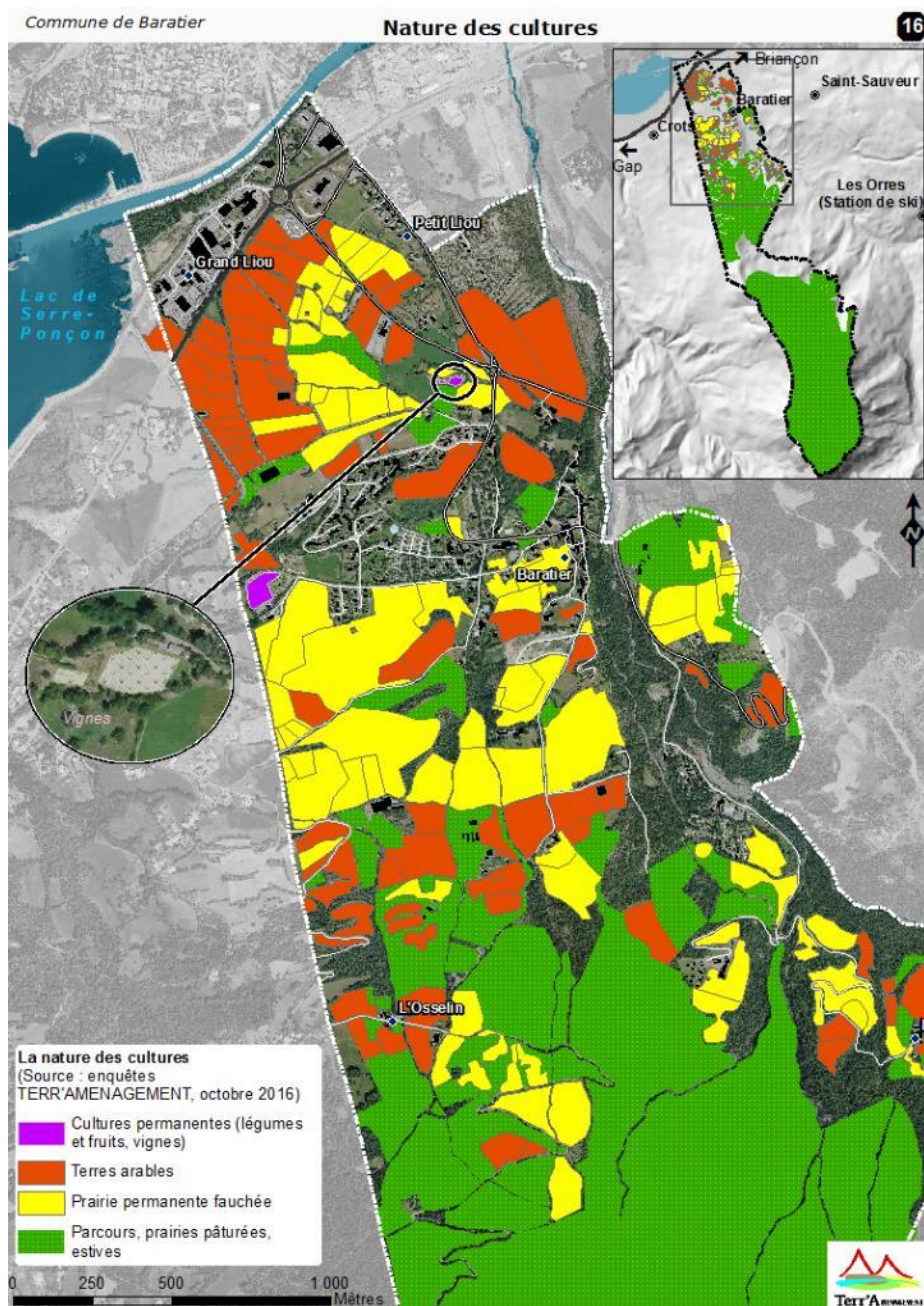 Commune de Baratier
Nature des cultures
16
Briançon
Saint-Sauveur
Baratier
Crots
Gap
Les Orres
(Station de ski)
Petit Liou
Grand Liou
Lac de
Serre-
Ponçon
N
Baratier
Vignes
L'Osselin
La nature des cultures
(Source : enquêtes
TERR'AMENAGEMENT, octobre 2016)
Cultures permanentes (légumes
et fruits, vignes)
Terres arables
Prairie permanente fauchée
Parcours, prairies pâturées,
estives
0 250 500 1 000
Mètres
Terr'Aménagement